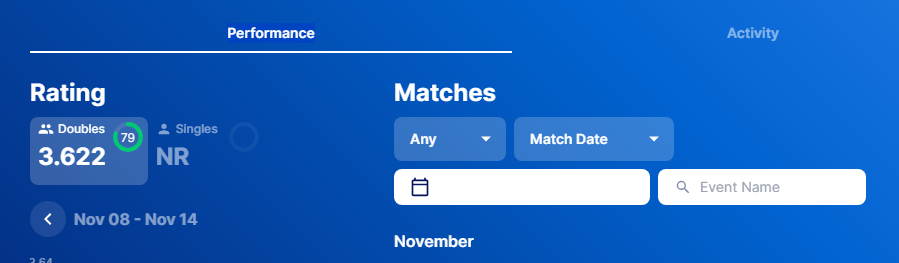 Performance
Activity
Rating
Doubles
79
3.622
Singles
NR
Nov 08 - Nov 14
Matches
Any
Match Date
Event Name
November